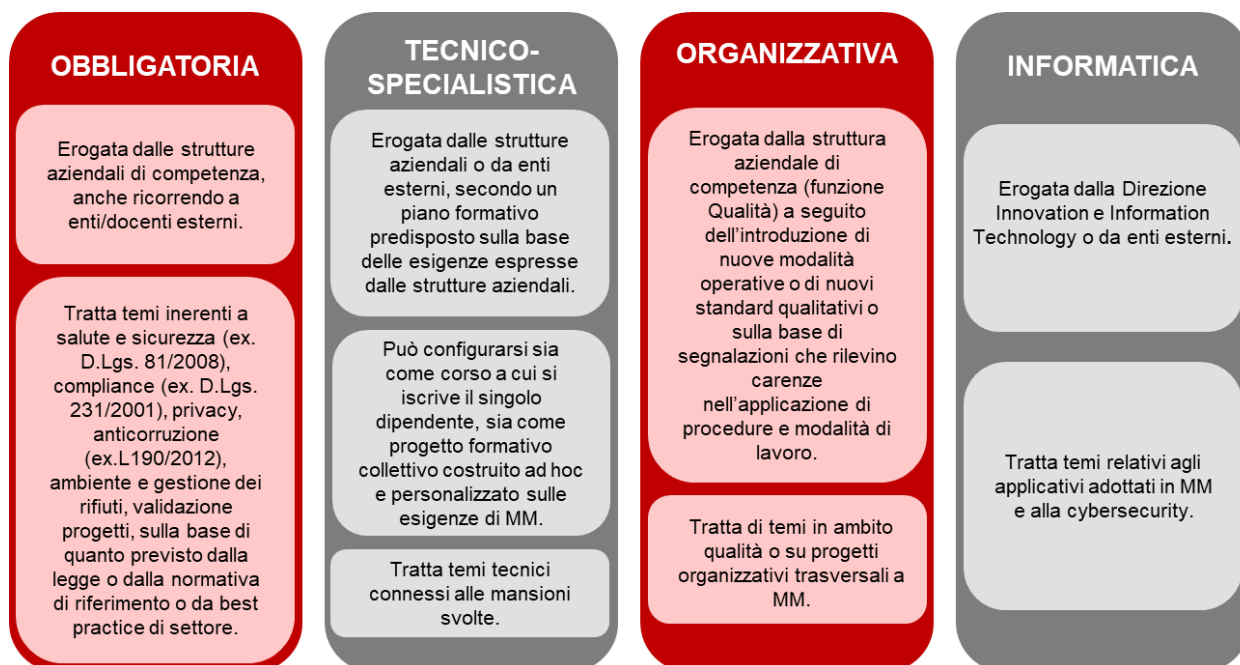 OBBLIGATORIA
Erogata dalle strutture
aziendali di competenza,
anche ricorrendo a
enti/docenti esterni.
Tratta temi inerenti a
salute e sicurezza (ex.
D.Lgs. 81/2008),
compliance (ex. D.Lgs.
231/2001), privacy,
anticorruzione
(ex.L190/2012),
ambiente e gestione dei
rifiuti, validazione
progetti, sulla base di
quanto previsto dalla
legge o dalla normativa
di riferimento o da best
practice di settore.
TECNICO-
SPECIALISTICA
Erogata dalle strutture
aziendali o da enti
esterni, secondo un
piano formativo
predisposto sulla base
delle esigenze espresse
dalle strutture aziendali.
Può configurarsi sia
come corso a cui si
iscrive il singolo
dipendente, sia come
progetto formativo
collettivo costruito ad hoc
e personalizzato sulle
esigenze di MM.
Tratta temi tecnici
connessi alle mansioni
svolte.
ORGANIZZATIVA
Erogata dalla struttura
aziendale di
competenza (funzione
Qualità) a seguito
dell’introduzione di
nuove modalità
operative o di nuovi
standard qualitativi o
sulla base di
segnalazioni che rilevino
carenze
nell’applicazione di
procedure e modalità di
lavoro.
Tratta di temi in ambito
qualità o su progetti
organizzativi trasversali a
MM.
INFORMATICA
Erogata dalla Direzione
Innovation e Information
Technology o da enti esterni.
Tratta temi relativi agli
applicativi adottati in MM
e alla cybersecurity.